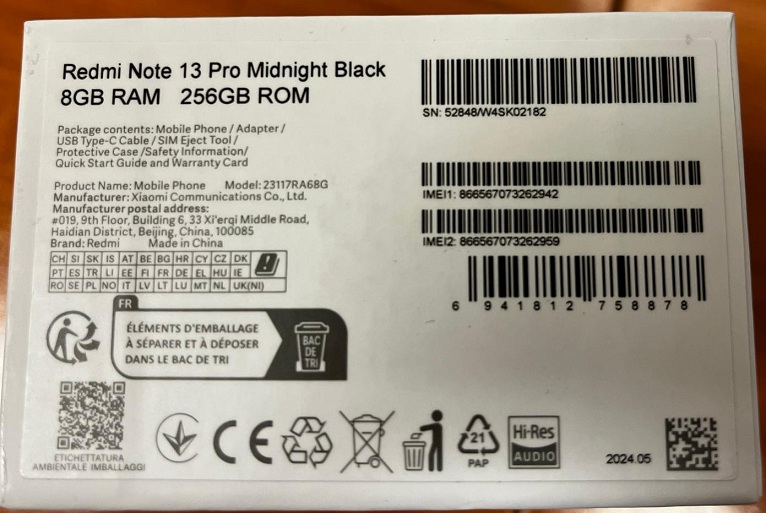 Redmi Note 13 Pro Midnight Black
8GB RAM 256GB ROM
Package contents: Mobile Phone / Adapter /
USB Type-C Cable / SIM Eject Tool /
Protective Case /Safety Information/
Quick Start Guide and Warranty Card
Product Name: Mobile Phone Model: 23117RA68G
Manufacturer: Xiaomi Communications Co., Ltd.
Manufacturer postal address:
#019, 9th Floor, Building 6, 33 Xi'erqi Middle Road,
Haidian District, Beijing, China, 100085
Brand: Redmi Made in China
CH SI SK IS AT BE BG HR CY CZ DK
PT ES TR LI EE FI FR DE EL HU IE
RO SE PL NO IT LV LT LU MT NL UK(NI)
SN: 52848/W4SK02182
IMEI1: 866567073262942
IMEI2: 866567073262959
6 941812 758878
FR
ÉLÉMENTS D'EMBALLAGE
À SÉPARER ET À DÉPOSER
DANS LE BAC DE TRI
BAC
DE
TRI
ETICHETTATURA
AMBIENTALE IMBALLAGGI
CE
21
PAP
Hi-Res
AUDIO
2024.05